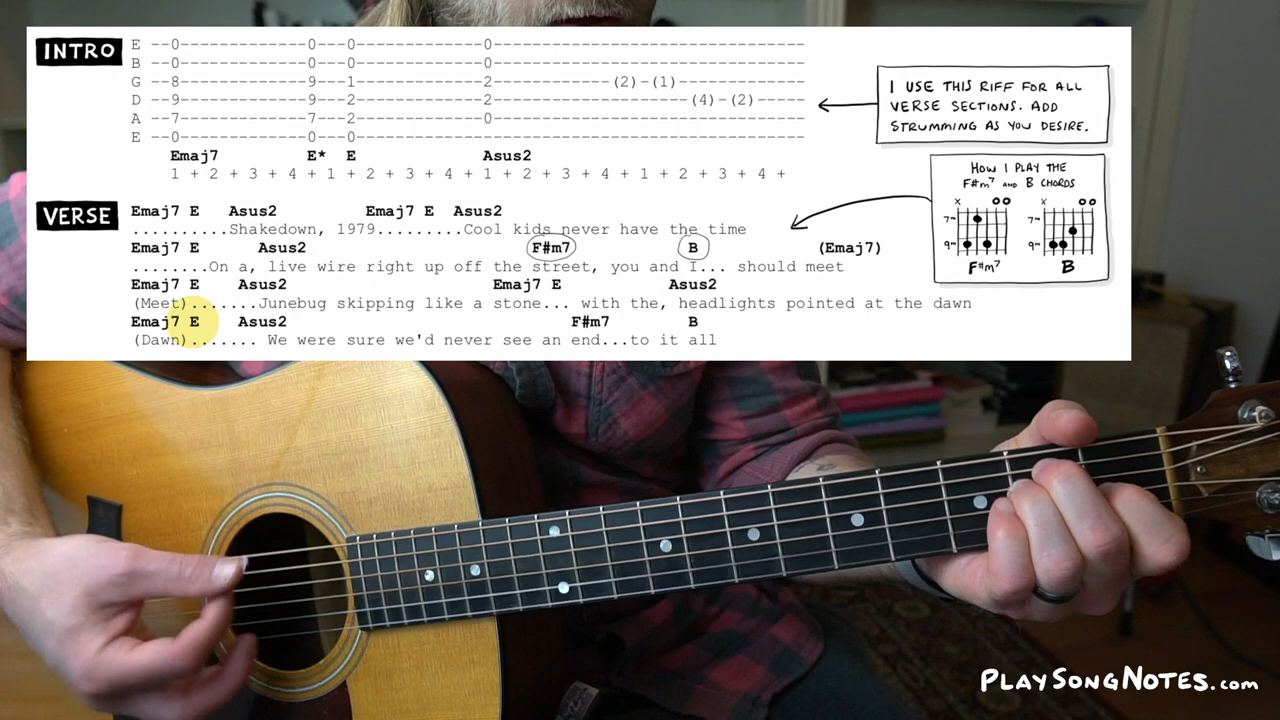 INTRO
E --0-------------0---0-------------0--------------------------------
B --0-------------0---0-------------0--------------------------------
G --8-------------9---1-------------2------------(2)-(1)-------------
D --9-------------9---2-------------2--------------------(4)-(2)-----
A --7-------------7---2-------------0--------------------------------
E --0-------------0---0----------------------------------------------
Emaj7 E* E Asus2
1 + 2 + 3 + 4 + 1 + 2 + 3 + 4 + 1 + 2 + 3 + 4 + 1 + 2 + 3 + 4 +
I USE THIS RIFF FOR ALL
VERSE SECTIONS. ADD
STRUMMING AS YOU DESIRE.
VERSE
Emaj7 E Asus2 Emaj7 E Asus2
..........Shakedown, 1979.........Cool kids never have the time
Emaj7 E Asus2 F#m7 B (Emaj7)
........On a, live wire right up off the street, you and I... should meet
Emaj7 E Asus2 Emaj7 E Asus2
(Meet).......Junebug skipping like a stone... with the, headlights pointed at the dawn
Emaj7 E Asus2 F#m7 B
(Dawn)....... We were sure we'd never see an end...to it all
HOW I PLAY THE
F#m7 AND B CHORDS
x oo x oo
7th 7th
9th 9th
F#m7 B
PLAYSONGNOTES.COM